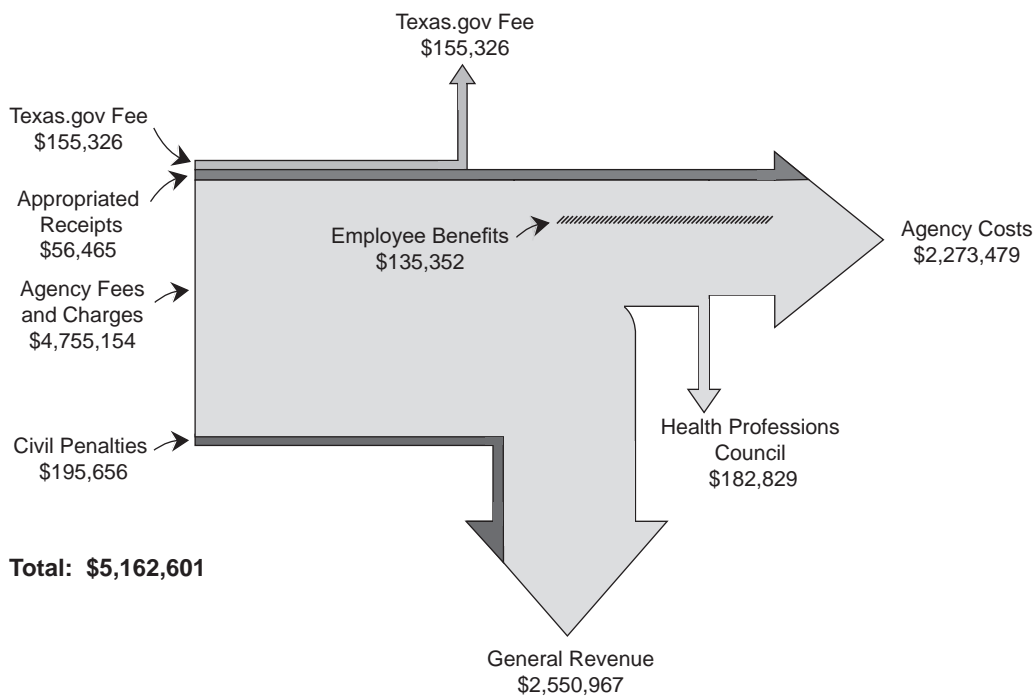 Texas.gov Fee
$155,326
Texas.gov Fee
$155,326
Appropriated
Receipts
$56,465
Agency Fees
and Charges
$4,755,154
Civil Penalties
$195,656
Employee Benefits
$135,352
Agency Costs
$2,273,479
Health Professions
Council
$182,829
Total: $5,162,601
General Revenue
$2,550,967